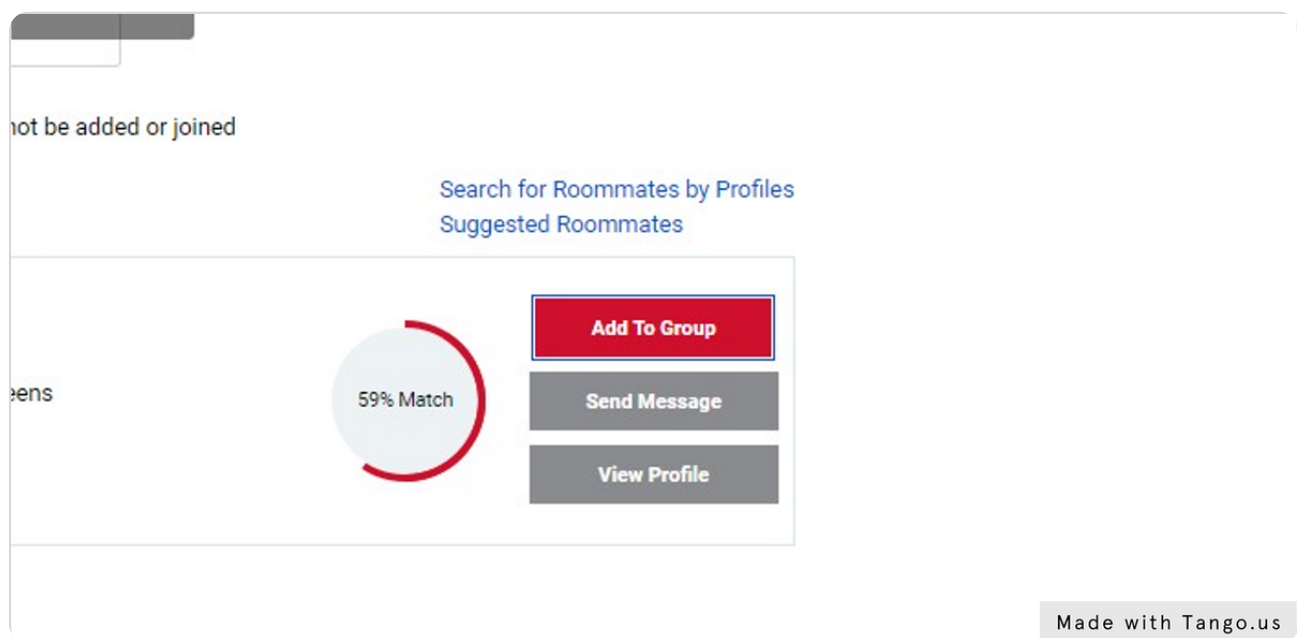 not be added or joined
Search for Roommates by Profiles
Suggested Roommates
Add To Group
59% Match
Send Message
View Profile
Made with Tango.us